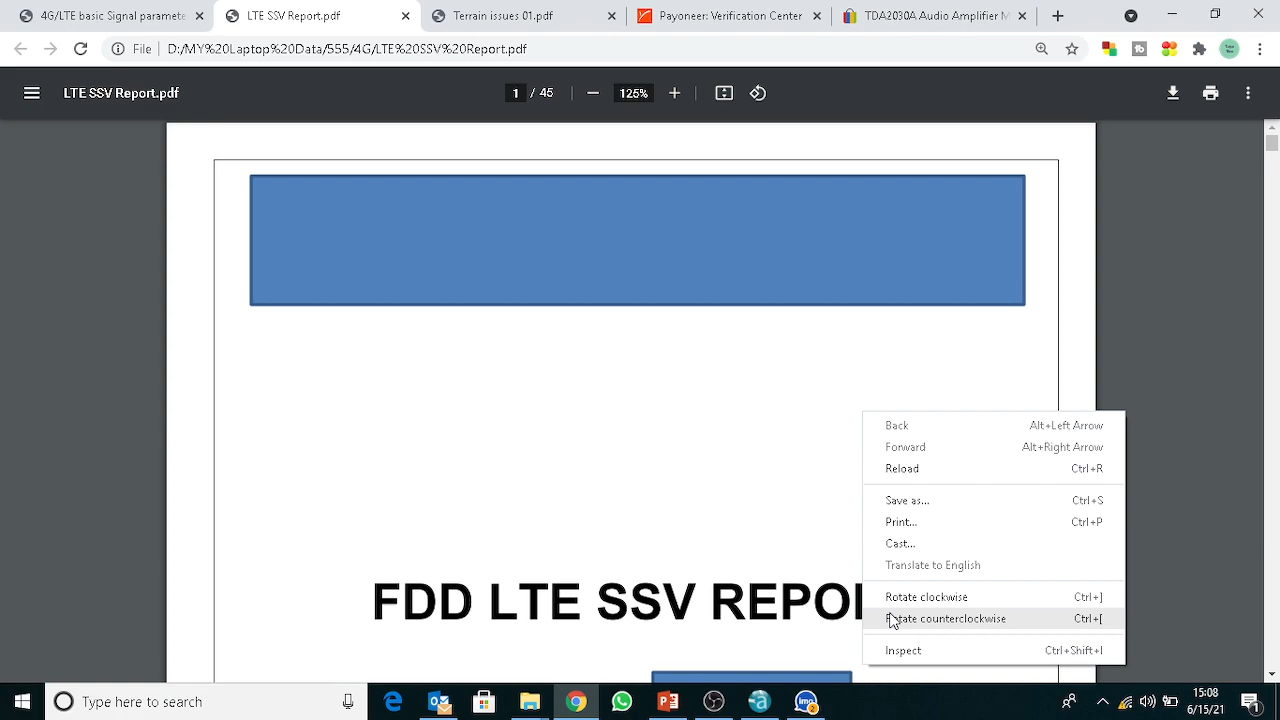 4G/LTE basic Signal prameters
LTE SSV Report.pdf
Terrain issues 01.pdf
Payoneer: Verification Center
TDA2030A Audio Amplifier M
File
D:/MY%20Laptop%20Data/555/4G/LTE%20SSV%20Report.pdf
LTE SSV Report.pdf
1 / 45
125%
Back Alt+Left Arrow
Forward Alt+Right Arrow
Reload Ctrl+R
Save as... Ctrl+S
Print... Ctrl+P
Cast...
Translate to English
Rotate clockwise Ctrl+]
Rotate counterclockwise Ctrl+[
Inspect Ctrl+Shift+I
FDD LTE SSV REPO
Type here to search
15:08
6/15/21